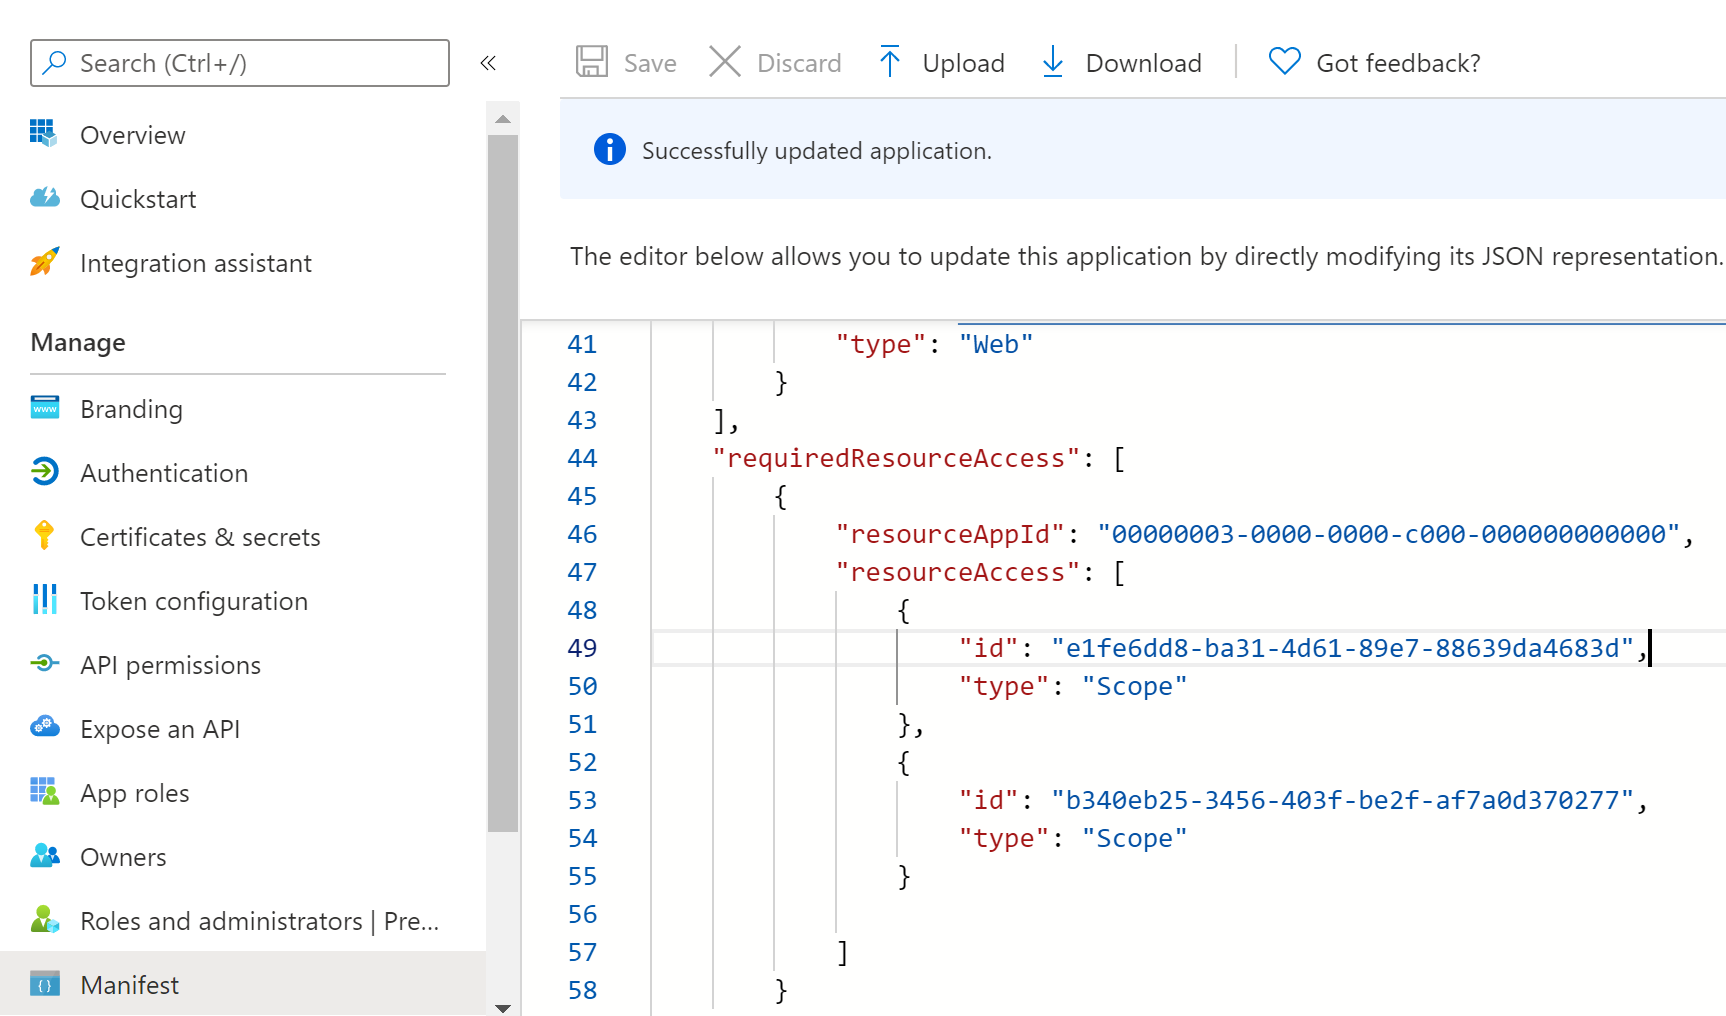 Search (Ctrl+/)
«
Overview
Quickstart
Integration assistant
Manage
www
Branding
Authentication
Certificates & secrets
Token configuration
API permissions
Expose an API
App roles
Owners
Roles and administrators | Pre...
{ }
Manifest
Save Discard Upload Download Got feedback?
i
Successfully updated application.
The editor below allows you to update this application by directly modifying its JSON representation.
41 "type": "Web"
42 }
43 ],
44 "requiredResourceAccess": [
45 {
46 "resourceAppId": "00000003-0000-0000-c000-000000000000",
47 "resourceAccess": [
48 {
49 "id": "e1fe6dd8-ba31-4d61-89e7-88639da4683d",
50 "type": "Scope"
51 },
52 {
53 "id": "b340eb25-3456-403f-be2f-af7a0d370277",
54 "type": "Scope"
55 }
56
57 ]
58 }